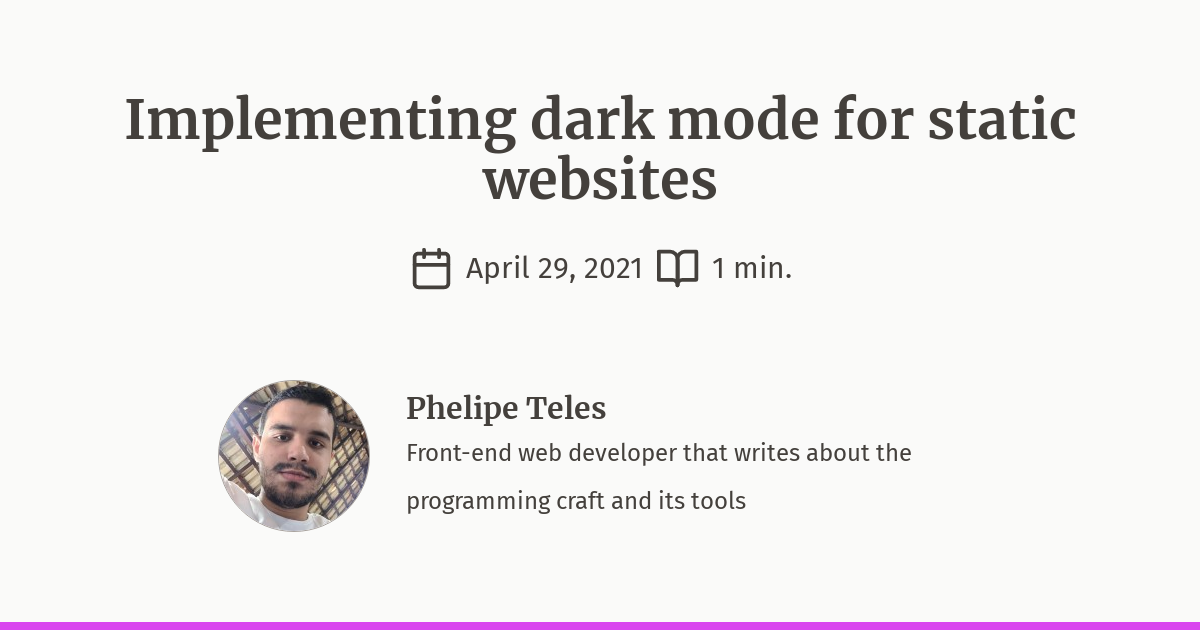 Implementing dark mode for static
websites
April 29, 2021 1 min.
Phelipe Teles
Front-end web developer that writes about the
programming craft and its tools